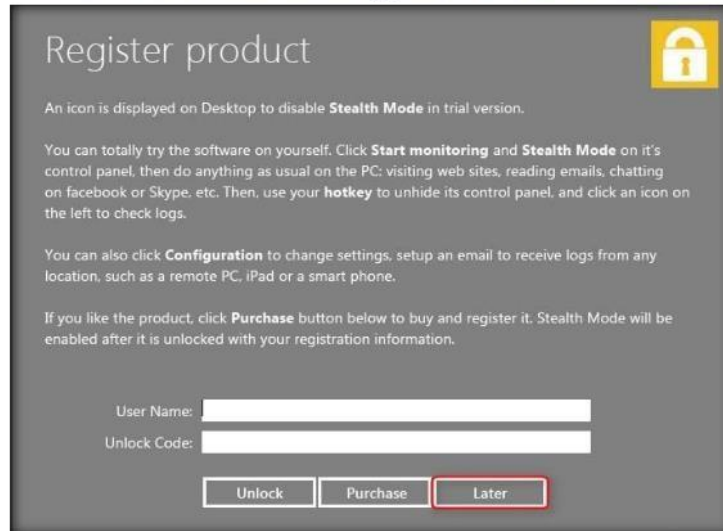 Register product
An icon is displayed on Desktop to disable Stealth Mode in trial version.
You can totally try the software on yourself. Click Start monitoring and Stealth Mode on it's
control panel, then do anything as usual on the PC: visiting web sites, reading emails, chatting
on facebook or Skype, etc. Then, use your hotkey to unhide its control panel, and click an icon on
the left to check logs.
You can also click Configuration to change settings, setup an email to receive logs from any
location, such as a remote PC, iPad or a smart phone.
If you like the product, click Purchase button below to buy and register it. Stealth Mode will be
enabled after it is unlocked with your registration information.
User Name:
Unlock Code:
Unlock Purchase Later